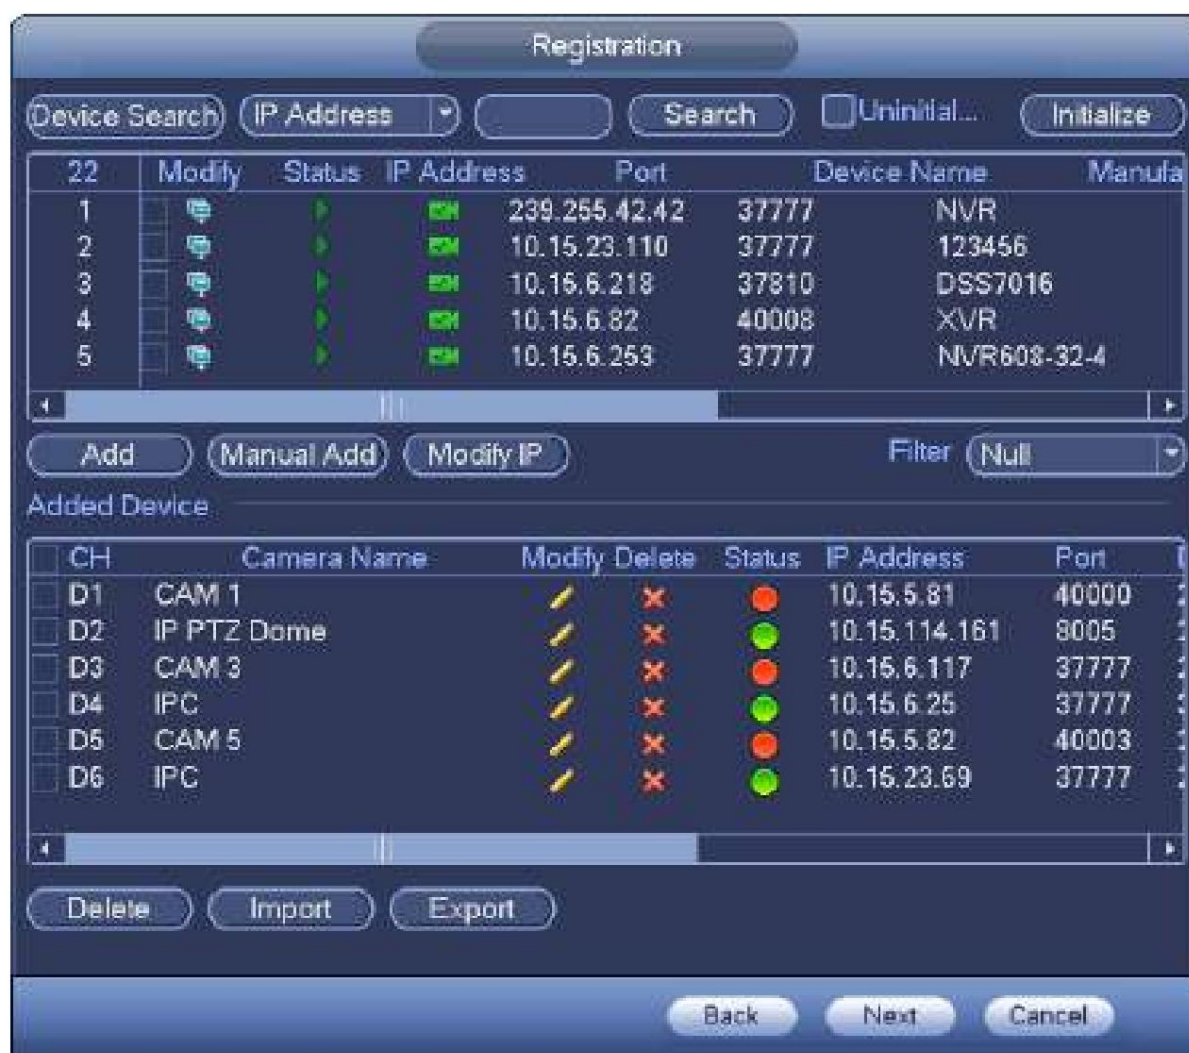 Registration
Device Search IP Address Search Uninitial... Initialize
22 Modify Status IP Address Port Device Name Manufa
1 239.255.42.42 37777 NVR
2 10.15.23.110 37777 123456
3 10.15.6.218 37810 DSS7016
4 10.15.6.82 40008 XVR
5 10.15.6.253 37777 NVR608-32-4
Add Manual Add Modify IP Filter Null
Added Device
CH Camera Name Modify Delete Status IP Address Port
D1 CAM 1 10.15.5.81 40000
D2 IP PTZ Dome 10.15.114.161 8005
D3 CAM 3 10.15.6.117 37777
D4 IPC 10.15.6.25 37777
D5 CAM 5 10.15.5.82 40003
D6 IPC 10.15.23.69 37777
Delete Import Export
Back Next Cancel